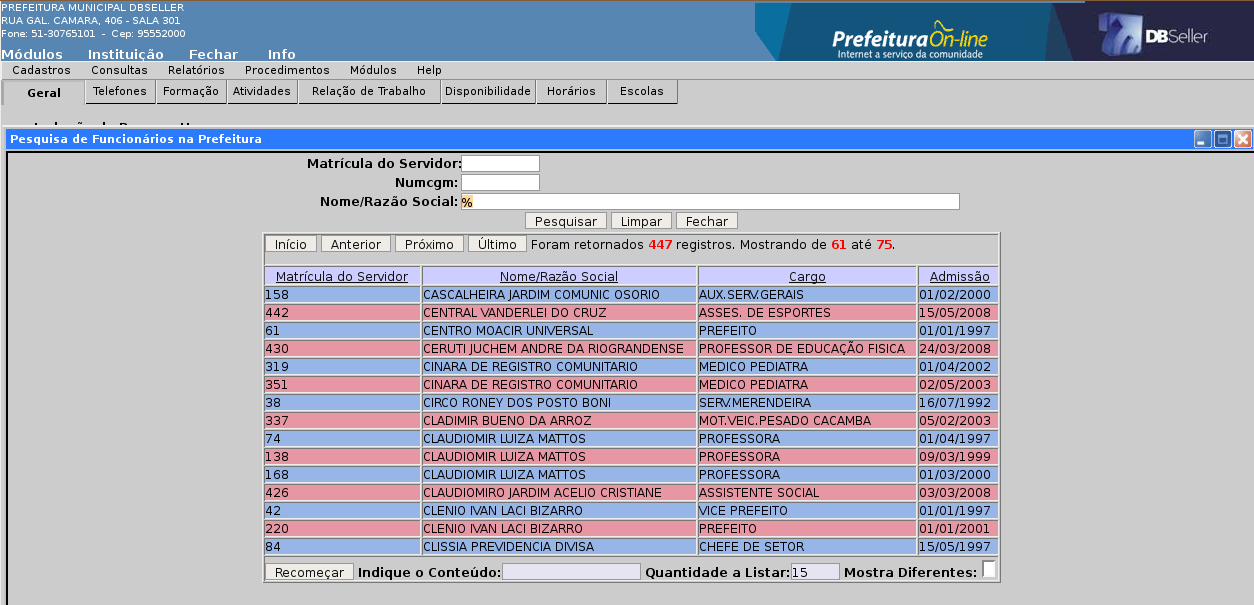 PREFEITURA MUNICIPAL DBSELLER
RUA GAL. CAMARA, 406 - SALA 301
Fone: 51-30765101 - Cep: 95552000
Prefeitura On-line
Internet a serviço da comunidade
DBSeller
Módulos Instituição Fechar Info
Cadastros Consultas Relatórios Procedimentos Módulos Help
Geral Telefones Formação Atividades Relação de Trabalho Disponibilidade Horários Escolas
Pesquisa de Funcionários na Prefeitura
Matrícula do Servidor:
Numcgm:
Nome/Razão Social: %
Pesquisar Limpar Fechar
Início Anterior Próximo Último Foram retornados 447 registros. Mostrando de 61 até 75.
Matrícula do Servidor Nome/Razão Social Cargo Admissão
158 CASCALHEIRA JARDIM COMUNIC OSORIO AUX.SERV.GERAIS 01/02/2000
442 CENTRAL VANDERLEI DO CRUZ ASSES. DE ESPORTES 15/05/2008
61 CENTRO MOACIR UNIVERSAL PREFEITO 01/01/1997
430 CERUTI JUCHEM ANDRE DA RIOGRANDENSE PROFESSOR DE EDUCAÇÃO FISICA 24/03/2008
319 CINARA DE REGISTRO COMUNITARIO MEDICO PEDIATRA 01/04/2002
351 CINARA DE REGISTRO COMUNITARIO MEDICO PEDIATRA 02/05/2003
38 CIRCO RONEY DOS POSTO BONI SERV.MERENDEIRA 16/07/1992
337 CLADIMIR BUENO DA ARROZ MOT.VEIC.PESADO CACAMBA 05/02/2003
74 CLAUDIOMIR LUIZA MATTOS PROFESSORA 01/04/1997
138 CLAUDIOMIR LUIZA MATTOS PROFESSORA 09/03/1999
168 CLAUDIOMIR LUIZA MATTOS PROFESSORA 01/03/2000
426 CLAUDIOMIRO JARDIM ACELIO CRISTIANE ASSISTENTE SOCIAL 03/03/2008
42 CLENIO IVAN LACI BIZARRO VICE PREFEITO 01/01/1997
220 CLENIO IVAN LACI BIZARRO PREFEITO 01/01/2001
84 CLISSIA PREVIDENCIA DIVISA CHEFE DE SETOR 15/05/1997
Recomeçar Indique o Conteúdo: Quantidade a Listar: 15 Mostra Diferentes: